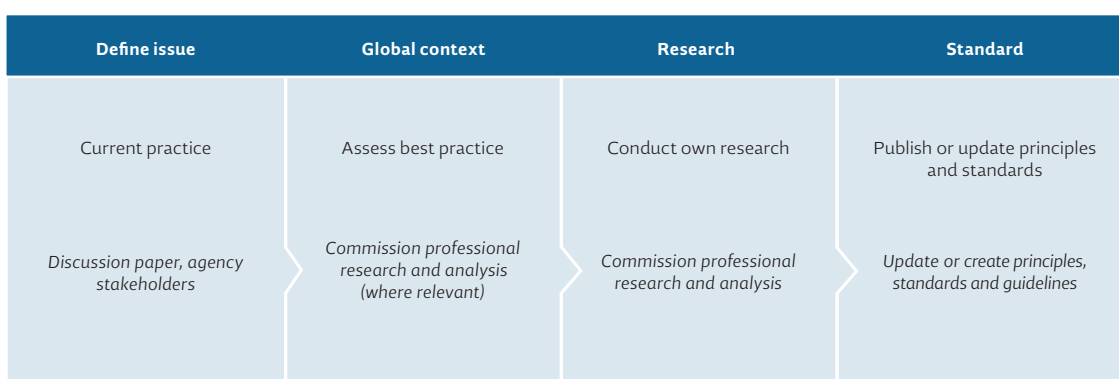 Define issue
Global context
Research
Standard
Current practice
Assess best practice
Conduct own research
Publish or update principles
and standards
Discussion paper, agency
stakeholders
Commission professional
research and analysis
(where relevant)
Commission professional
research and analysis
Update or create principles,
standards and guidelines